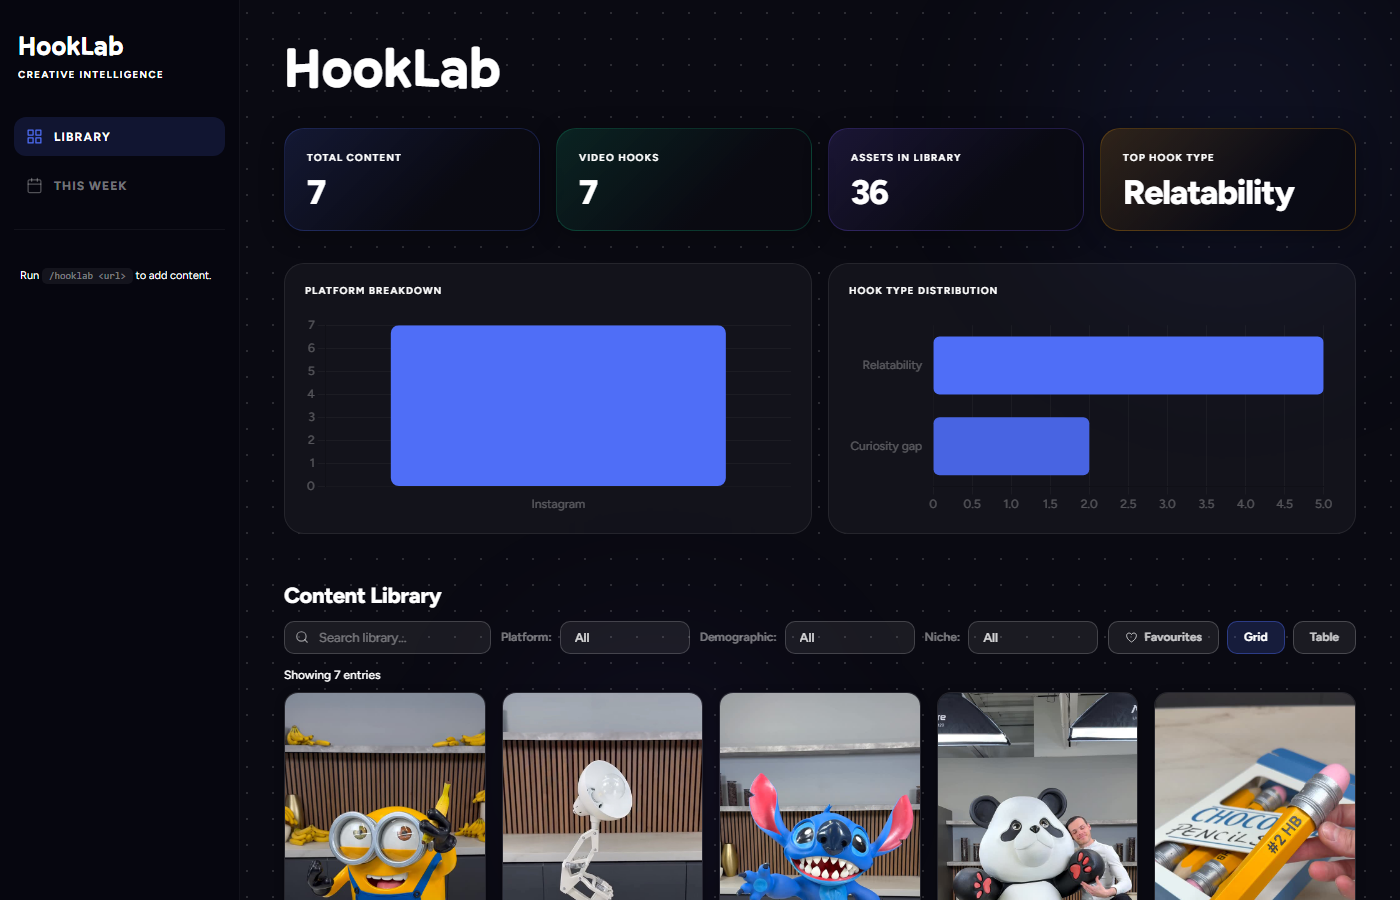 HookLab
CREATIVE INTELLIGENCE
LIBRARY
THIS WEEK
Run /hooklab <url> to add content.
HookLab
TOTAL CONTENT
7
VIDEO HOOKS
7
ASSETS IN LIBRARY
36
TOP HOOK TYPE
Relatability
PLATFORM BREAKDOWN
7
6
5
4
3
2
1
0
Instagram
HOOK TYPE DISTRIBUTION
Relatability
Curiosity gap
0 0.5 1.0 1.5 2.0 2.5 3.0 3.5 4.0 4.5 5.0
Content Library
Search library... Platform: All Demographic: All Niche: All Favourites Grid Table
Showing 7 entries
CHOCO
PENCILS
#2 HB